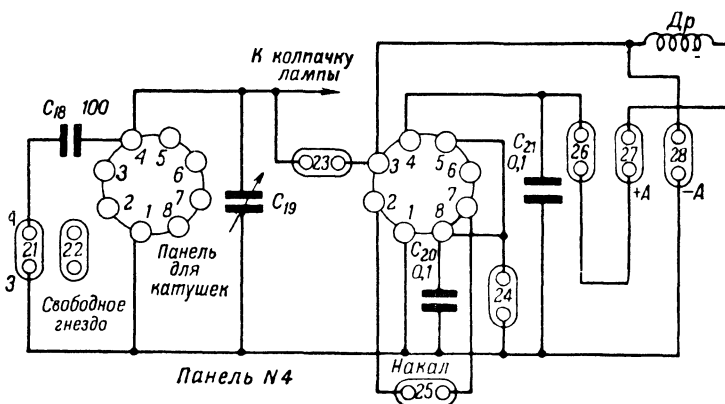 Др
К колпачку
лампы
C18 100
4
5
6
3
7
2
1
8
C19
Панель
для
катушек
21
22
А
З
Свободное
гнездо
23
3
4
5
6
2
7
1
8
C20
0,1
C21
0,1
24
26
27
28
+А
-А
Накал
25
Панель N4